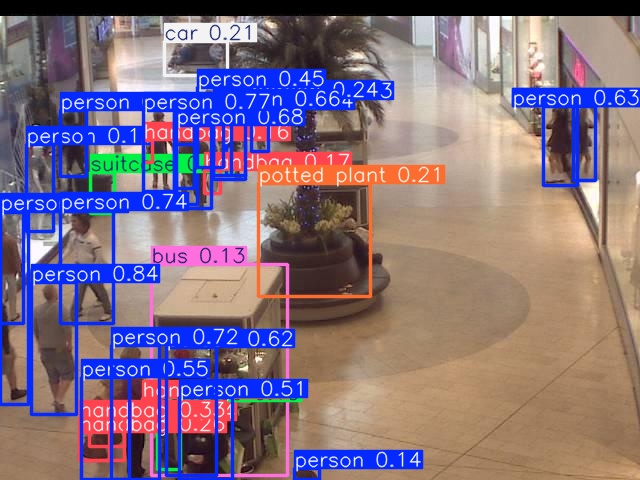 car 0.21
person 0.45
0.243
person
person 0.77
n 0.664
person 0.63
person 0.68
person 0.1
handbag 0.16
suitcase
handbag 0.17
potted plant 0.21
perso
person 0.74
bus 0.13
person 0.84
person 0.72
0.62
person 0.55
han
person 0.51
handbag 0.33
handbag 0.26
person 0.14